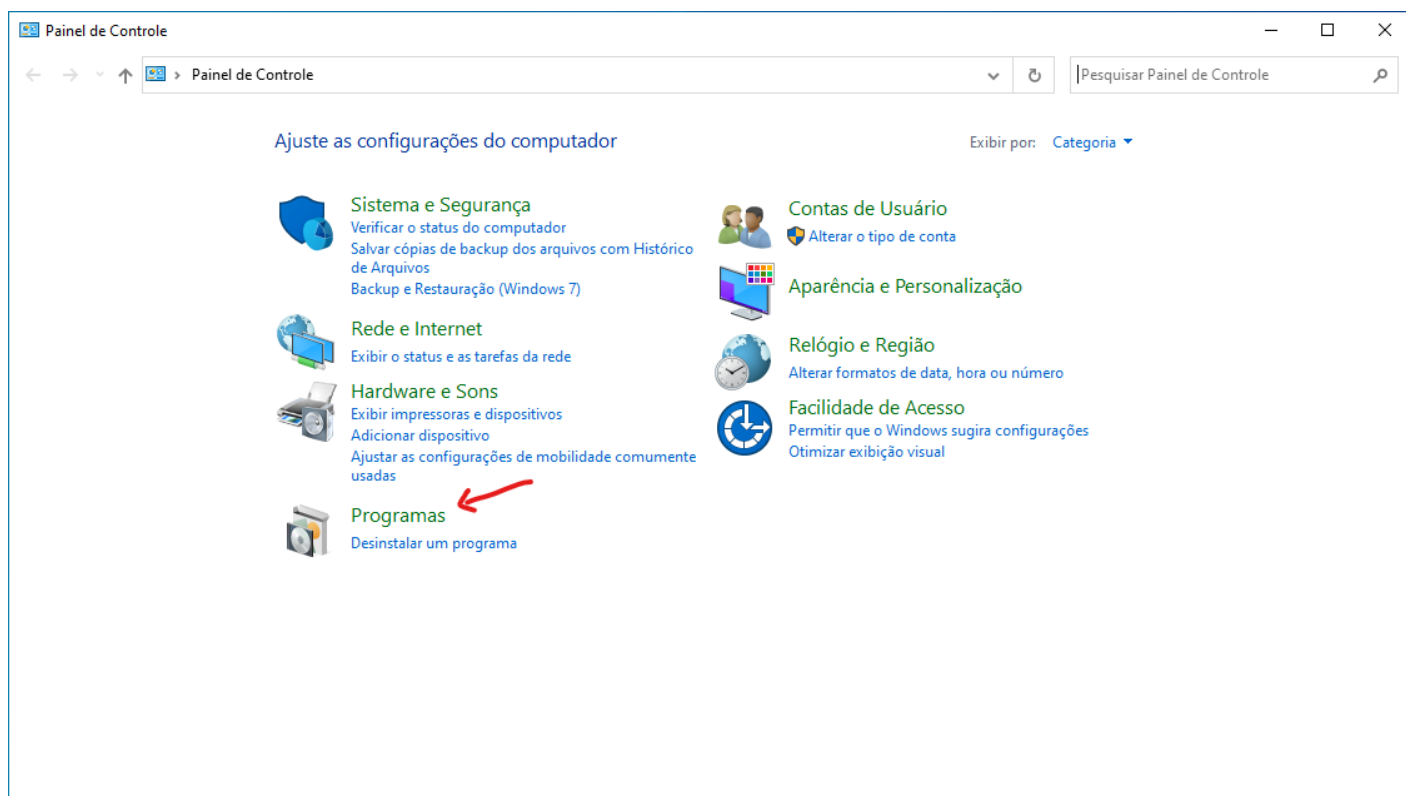 Painel de Controle
Painel de Controle
Pesquisar Painel de Controle
Ajuste as configurações do computador
Exibir por: Categoria
Sistema e Segurança
Verificar o status do computador
Salvar cópias de backup dos arquivos com Histórico
de Arquivos
Backup e Restauração (Windows 7)
Rede e Internet
Exibir o status e as tarefas da rede
Hardware e Sons
Exibir impressoras e dispositivos
Adicionar dispositivo
Ajustar as configurações de mobilidade comumente
usadas
Programas
Desinstalar um programa
Contas de Usuário
Alterar o tipo de conta
Aparência e Personalização
Relógio e Região
Alterar formatos de data, hora ou número
Facilidade de Acesso
Permitir que o Windows sugira configurações
Otimizar exibição visual